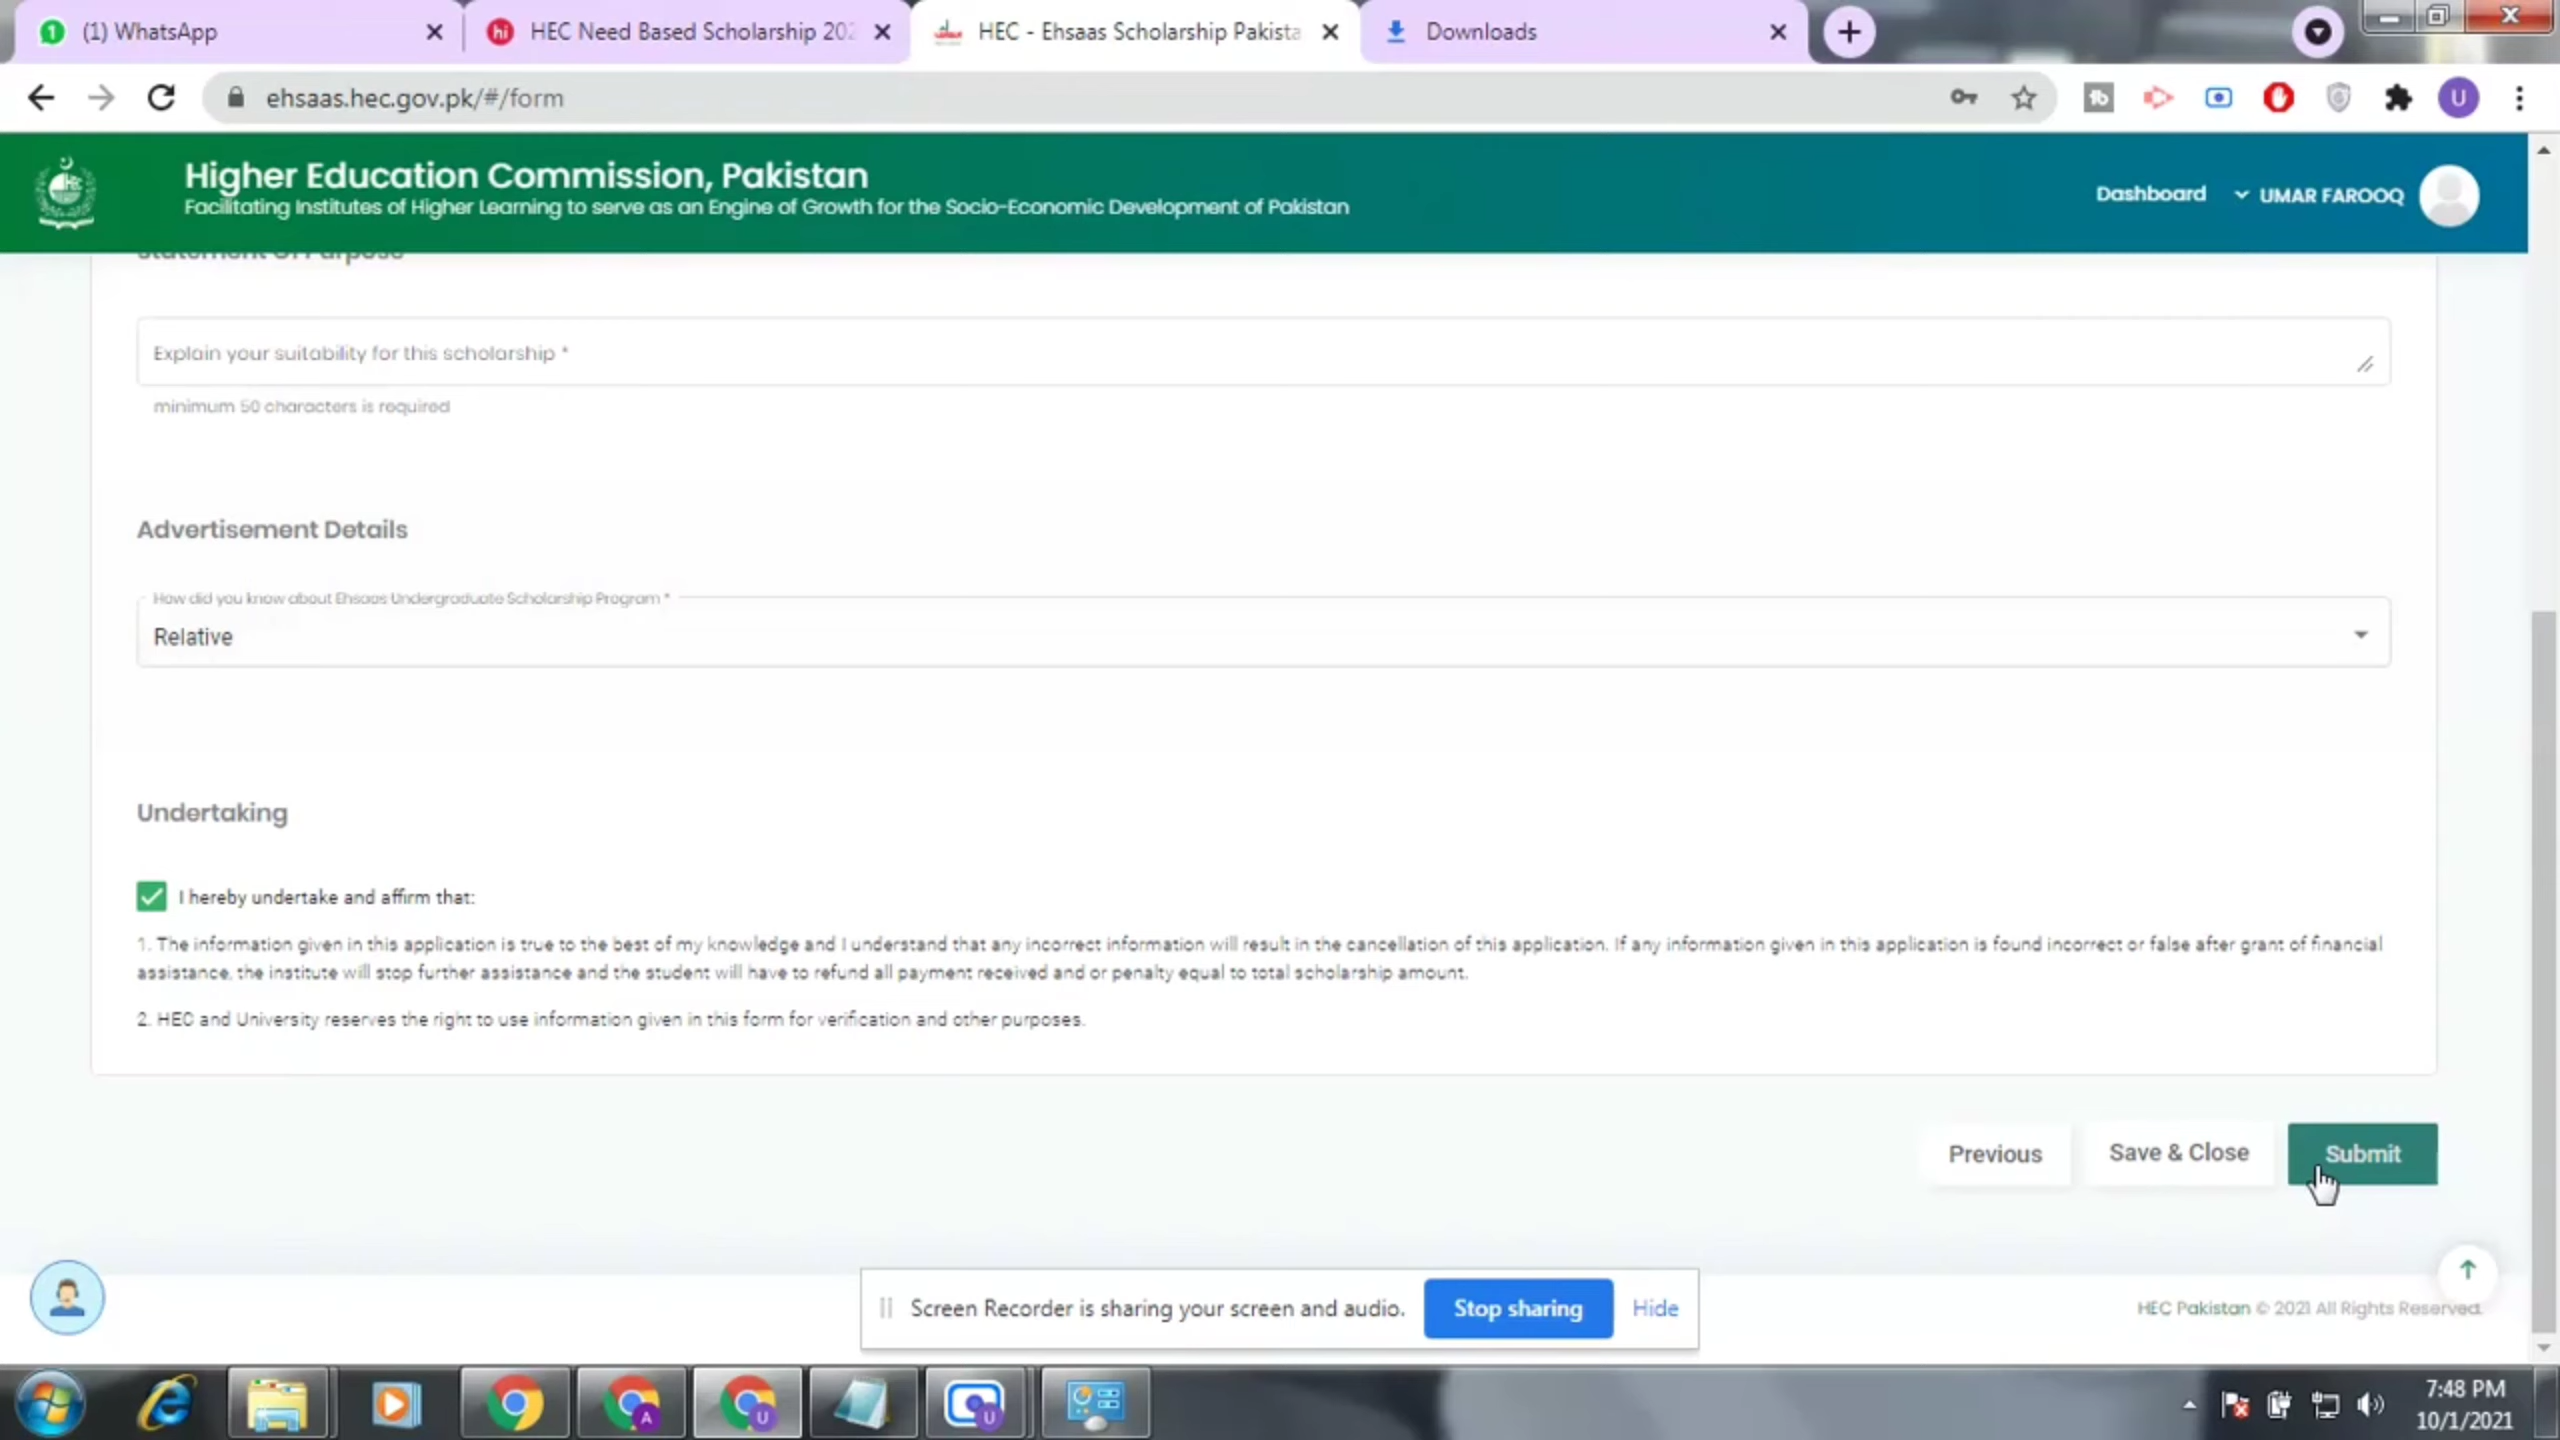 (1) WhatsApp
HEC Need Based Scholarship 202
HEC - Ehsaas Scholarship Pakista
Downloads
ehsaas.hec.gov.pk/#/form
U
Higher Education Commission, Pakistan
Facilitating Institutes of Higher Learning to serve as an Engine of Growth for the Socio-Economic Development of Pakistan
Dashboard
UMAR FAROOQ
Statement Of Purpose
Explain your suitability for this scholarship *
minimum 50 characters is required
Advertisement Details
How did you know about Ehsaas Undergraduate Scholarship Program *
Relative
Undertaking
I hereby undertake and affirm that:
1. The information given in this application is true to the best of my knowledge and I understand that any incorrect information will result in the cancellation of this application. If any information given in this application is found incorrect or false after grant of financial
assistance, the institute will stop further assistance and the student will have to refund all payment received and or penalty equal to total scholarship amount.
2. HEC and University reserves the right to use information given in this form for verification and other purposes.
Previous
Save & Close
Submit
Screen Recorder is sharing your screen and audio.
Stop sharing
Hide
HEC Pakistan © 2021 All Rights Reserved.
7:48 PM
10/1/2021